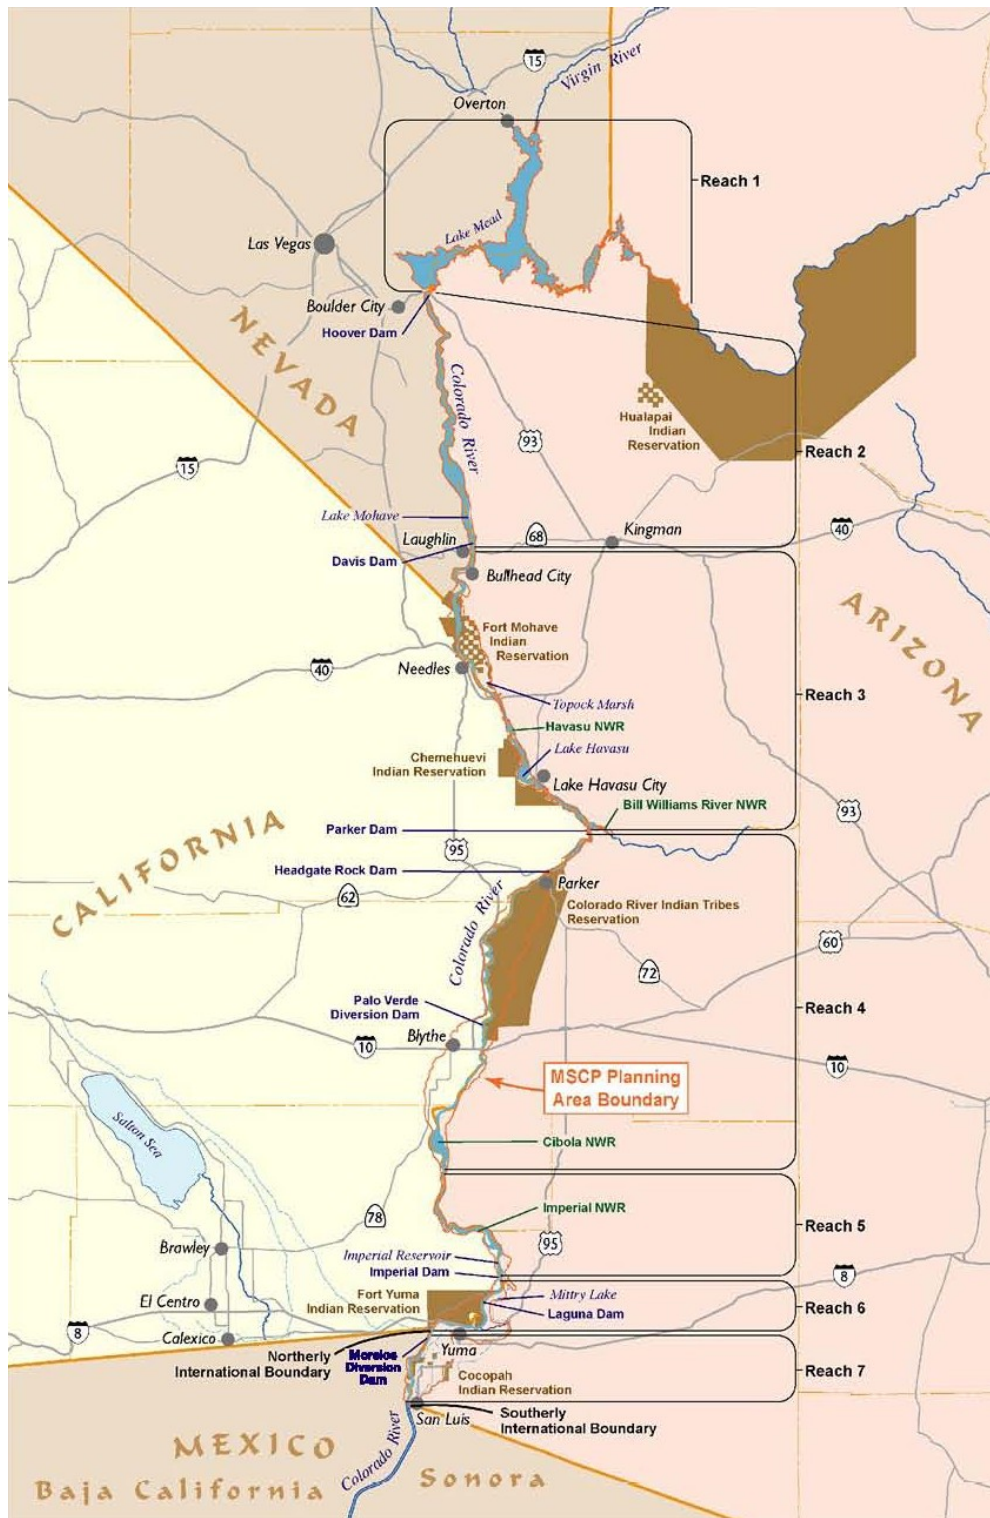 15
Virgin River
Overton
Reach 1
Lake Mead
Las Vegas
Boulder City
Hoover Dam
NEVADA
Colorado River
Hualapai
Indian
Reservation
93
Reach 2
15
Lake Mohave
Laughlin
68
Kingman
40
Davis Dam
Bullhead City
ARIZONA
Fort Mohave
Indian
Reservation
40
Needles
Reach 3
Topock Marsh
Havasu NWR
Lake Havasu
Chemehuevi
Indian Reservation
Lake Havasu City
Bill Williams River NWR
93
CALIFORNIA
Parker Dam
95
Headgate Rock Dam
Parker
62
Colorado River Indian Tribes
Reservation
Colorado River
60
72
Palo Verde
Diversion Dam
Reach 4
Blythe
10
10
MSCP Planning
Area Boundary
Salton Sea
Cibola NWR
Imperial NWR
78
Reach 5
95
Brawley
Imperial Reservoir
Imperial Dam
8
Fort Yuma
Indian Reservation
Mittry Lake
El Centro
Laguna Dam
Reach 6
8
Calexico
Northerly
International Boundary
Yuma
Morelos
Diversion
Dam
Reach 7
Cocopah
Indian Reservation
San Luis
Southerly
International Boundary
MEXICO
Colorado River
Baja California
Sonora